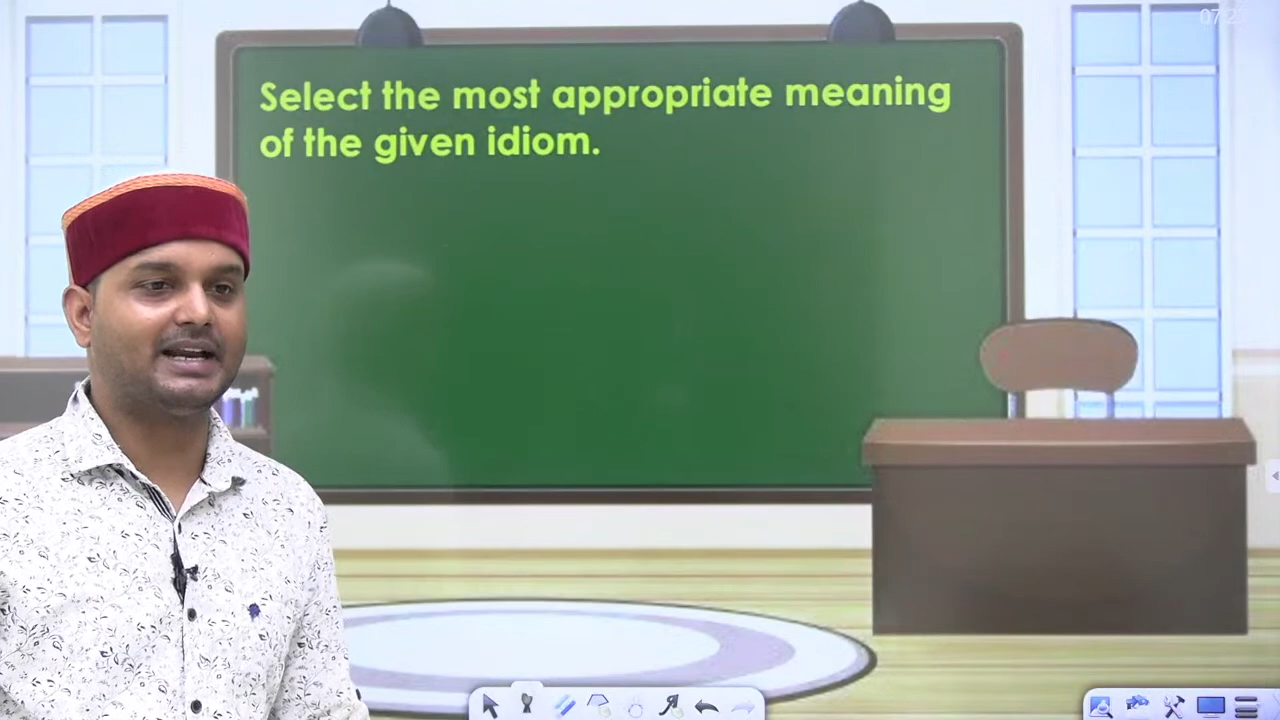 Select the most appropriate meaning
of the given idiom.